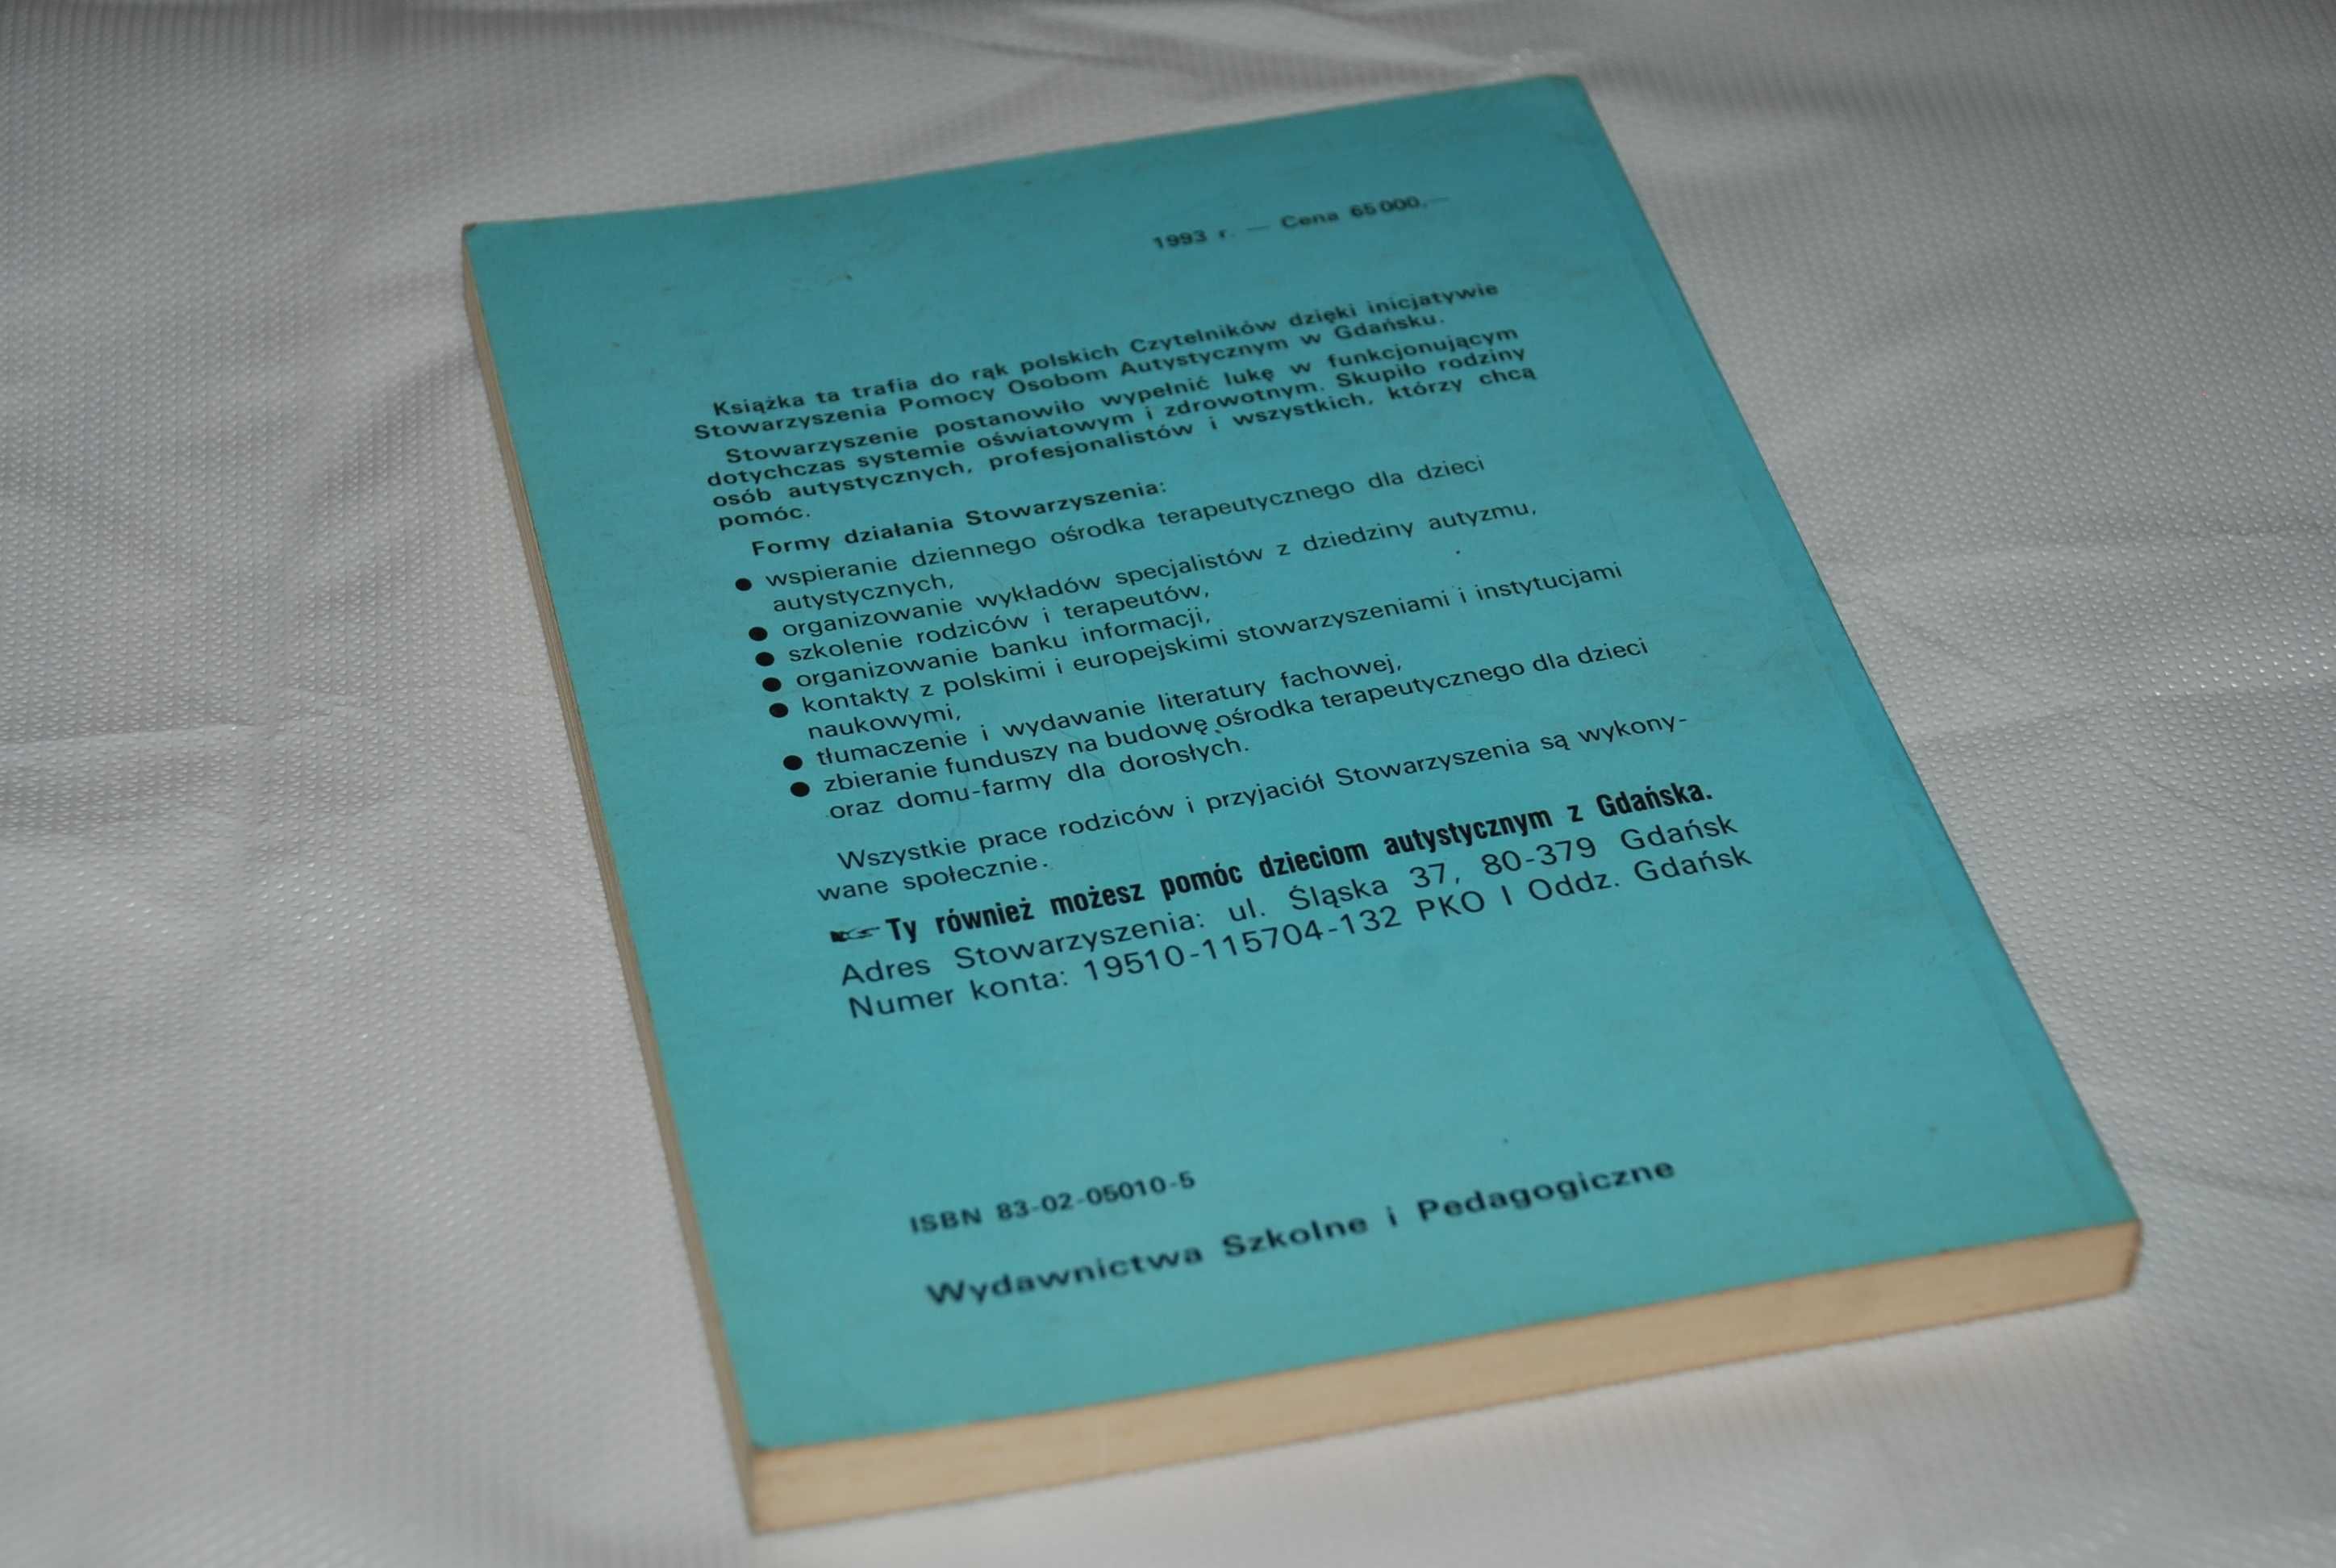 1993 r. — Cena 65 000,—
Książka ta trafia do rąk polskich Czytelników dzięki inicjatywie
Stowarzyszenia Pomocy Osobom Autystycznym w Gdańsku.
Stowarzyszenie postanowiło wypełnić lukę w funkcjonującym
dotychczas systemie oświatowym i zdrowotnym. Skupiło rodziny
osób autystycznych, profesjonalistów i wszystkich, którzy chcą
pomóc.
Formy działania Stowarzyszenia:
● wspieranie dziennego ośrodka terapeutycznego dla dzieci
autystycznych,
● organizowanie wykładów specjalistów z dziedziny autyzmu,
● szkolenie rodziców i terapeutów,
● organizowanie banku informacji,
● kontakty z polskimi i europejskimi stowarzyszeniami i instytucjami
naukowymi,
● tłumaczenie i wydawanie literatury fachowej,
● zbieranie funduszy na budowę ośrodka terapeutycznego dla dzieci
oraz domu-farmy dla dorosłych.
Wszystkie prace rodziców i przyjaciół Stowarzyszenia są wykony-
wane społecznie.
☞ Ty również możesz pomóc dzieciom autystycznym z Gdańska.
Adres Stowarzyszenia: ul. Śląska 37, 80-379 Gdańsk
Numer konta: 19510-115704-132 PKO I Oddz. Gdańsk
ISBN 83-02-05010-5
Wydawnictwa Szkolne i Pedagogiczne